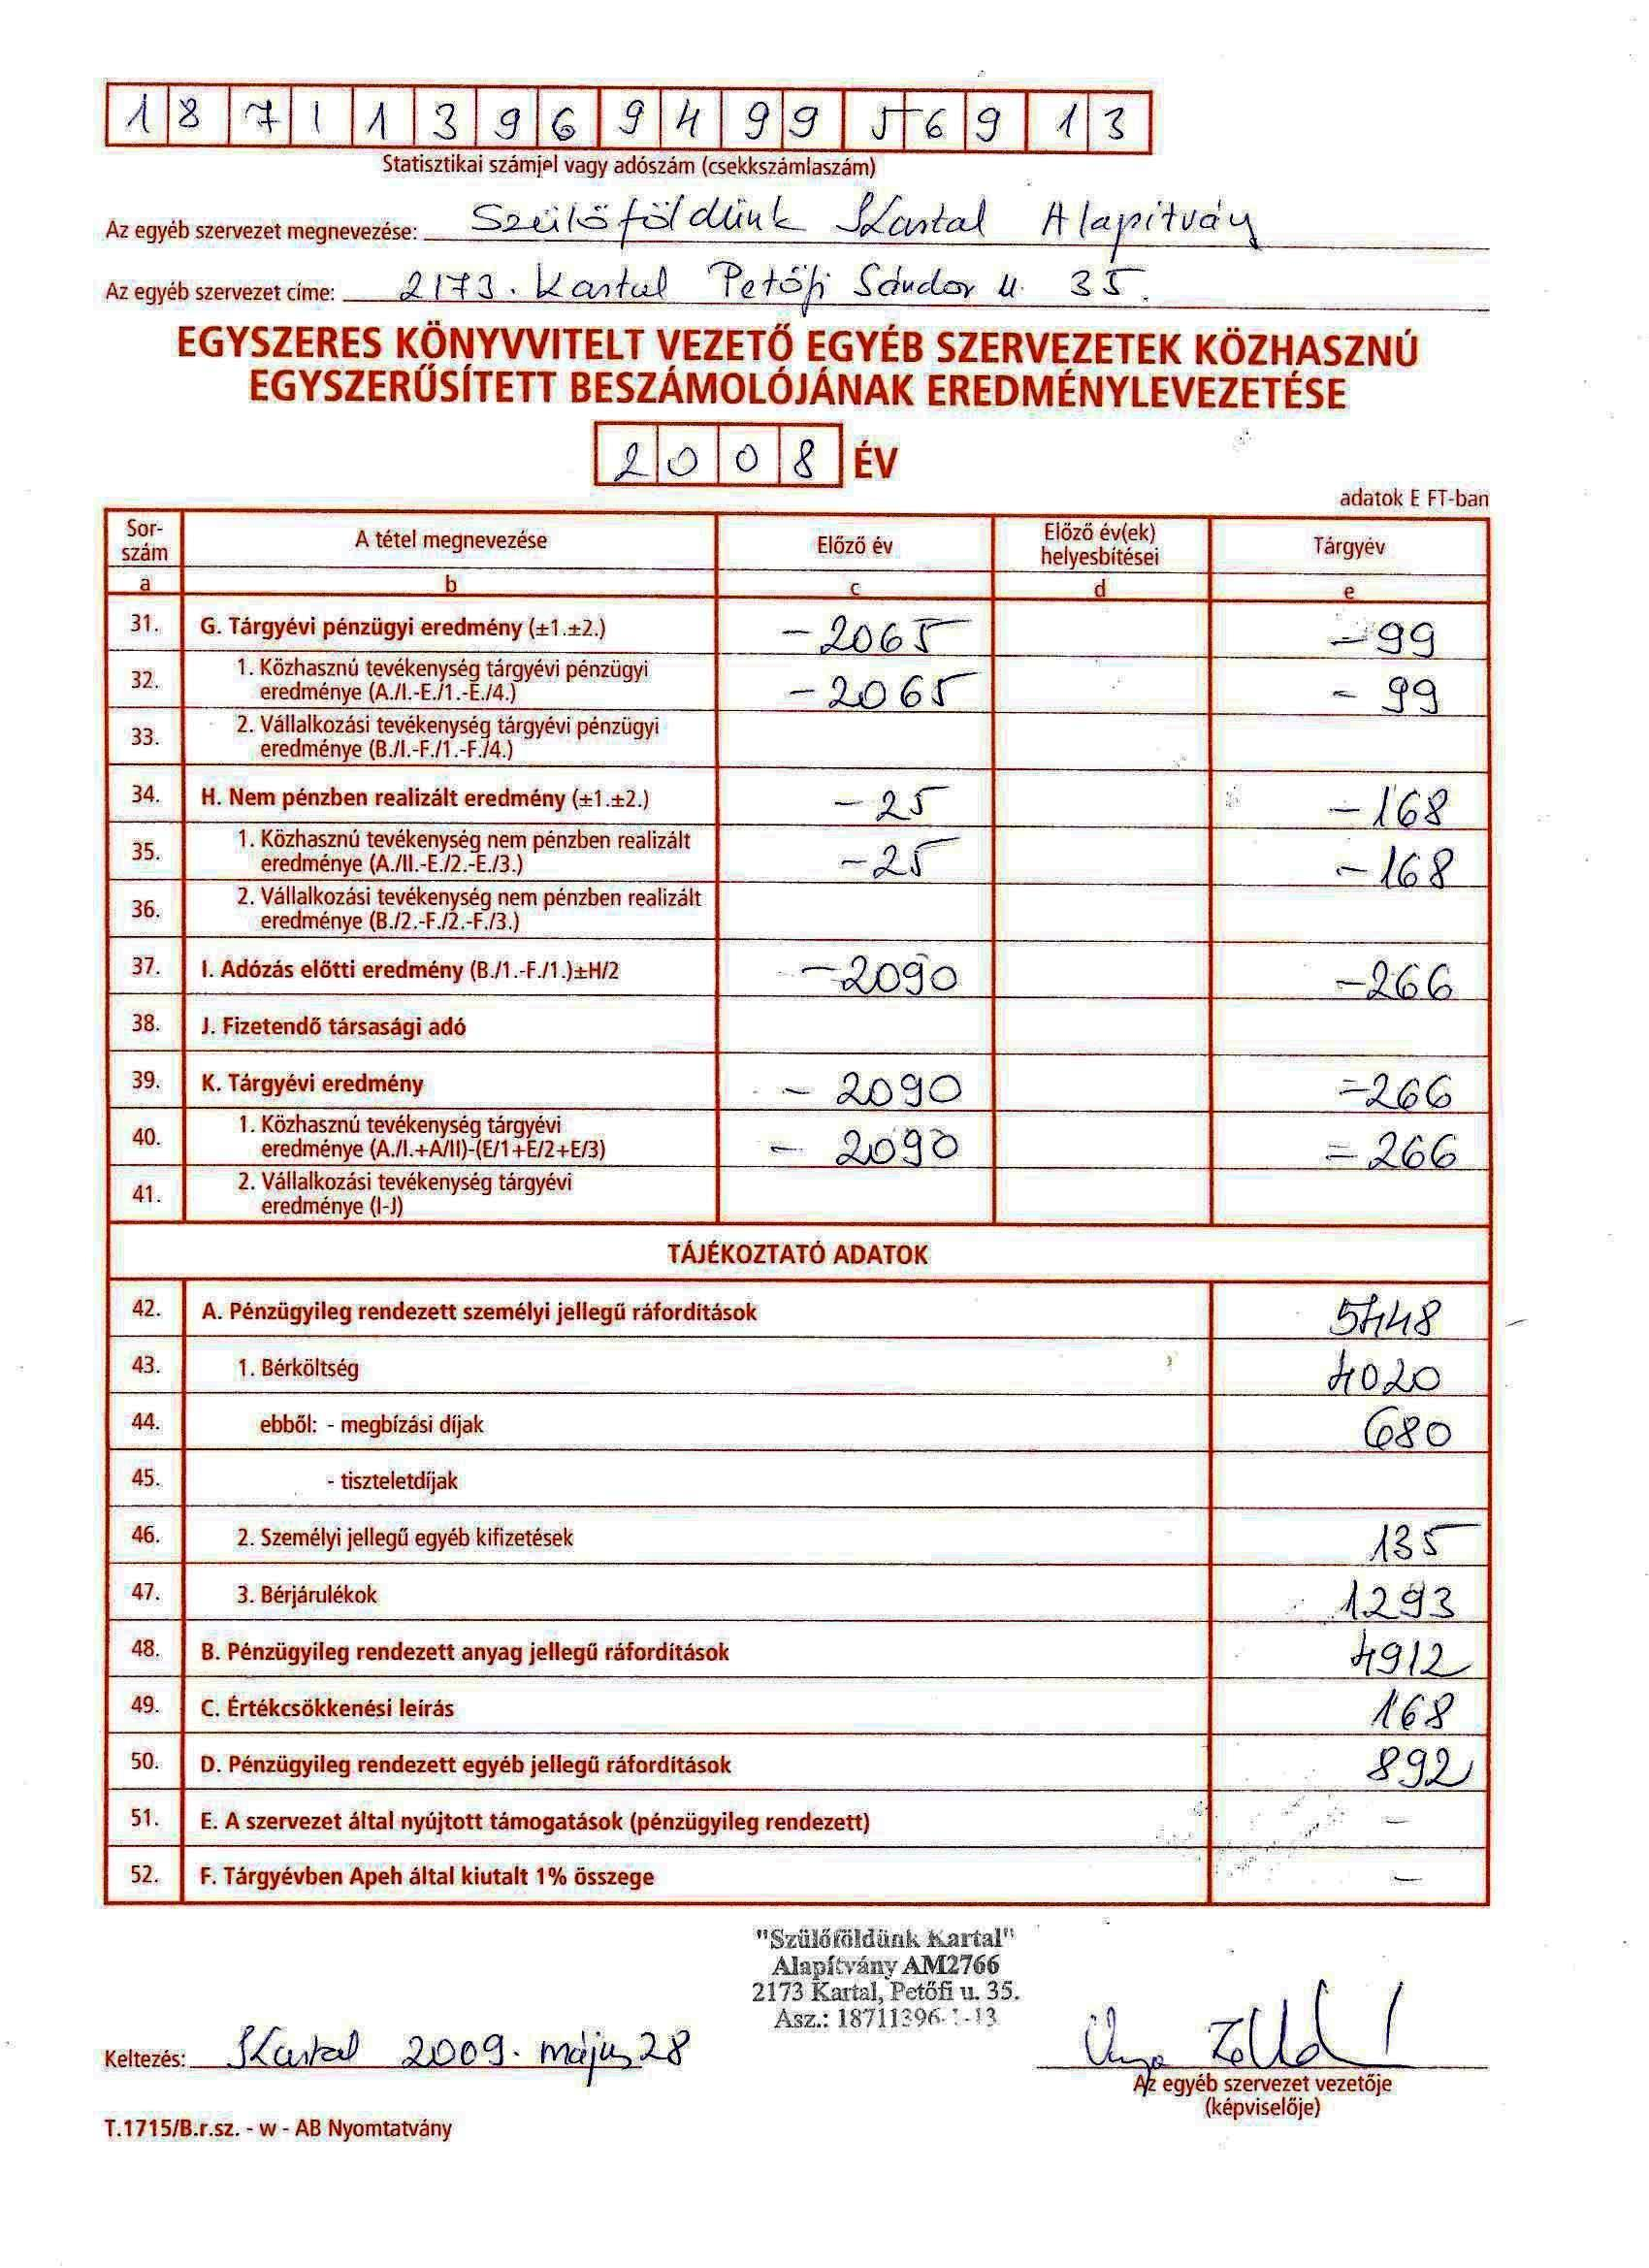 1 8 7 1 1 3 9 6 9 4 9 9 5 6 9 1 3
Statisztikai számjel vagy adószám (csekkszámlaszám)
Az egyéb szervezet megnevezése: Szülőföldünk Kartal Alapítvány
Az egyéb szervezet címe: 2173. Kartal Petőfi Sándor u. 35.
EGYSZERES KÖNYVVITELT VEZETŐ EGYÉB SZERVEZETEK KÖZHASZNÚ
EGYSZERŰSÍTETT BESZÁMOLÓJÁNAK EREDMÉNYLEVEZETÉSE
2 0 0 8 ÉV
adatok E FT-ban
Sor-szám A tétel megnevezése Előző év Előző év(ek) helyesbítései Tárgyév
a b c d e
31. G. Tárgyévi pénzügyi eredmény (±1.±2.) -2065 -99
32. 1. Közhasznú tevékenység tárgyévi pénzügyi
eredménye (A./I.-E./1.-E./4.) -2065 -99
33. 2. Vállalkozási tevékenység tárgyévi pénzügyi
eredménye (B./I.-F./1.-F./4.)
34. H. Nem pénzben realizált eredmény (±1.±2.) -25 -168
35. 1. Közhasznú tevékenység nem pénzben realizált
eredménye (A./II.-E./2.-E./3.) -25 -168
36. 2. Vállalkozási tevékenység nem pénzben realizált
eredménye (B./2.-F./2.-F./3.)
37. I. Adózás előtti eredmény (B./1.-F./1.)±H/2 -2090 -266
38. J. Fizetendő társasági adó
39. K. Tárgyévi eredmény -2090 -266
40. 1. Közhasznú tevékenység tárgyévi
eredménye (A./I.+A/II)-(E/1+E/2+E/3) -2090 -266
41. 2. Vállalkozási tevékenység tárgyévi
eredménye (I-J)
TÁJÉKOZTATÓ ADATOK
42. A. Pénzügyileg rendezett személyi jellegű ráfordítások 5448
43. 1. Bérköltség 4020
44. ebből: - megbízási díjak 680
45. - tiszteletdíjak
46. 2. Személyi jellegű egyéb kifizetések 135
47. 3. Bérjárulékok 1293
48. B. Pénzügyileg rendezett anyag jellegű ráfordítások 4912
49. C. Értékcsökkenési leírás 168
50. D. Pénzügyileg rendezett egyéb jellegű ráfordítások 892
51. E. A szervezet által nyújtott támogatások (pénzügyileg rendezett) -
52. F. Tárgyévben Apeh által kiutalt 1% összege -
"Szülőföldünk Kartal"
Alapítvány AM2766
2173 Kartal, Petőfi u. 35.
Asz.: 18711396-1-13
Keltezés: Kartal 2009. május 28
Az egyéb szervezet vezetője
(képviselője)
T.1715/B.r.sz. - w - AB Nyomtatvány